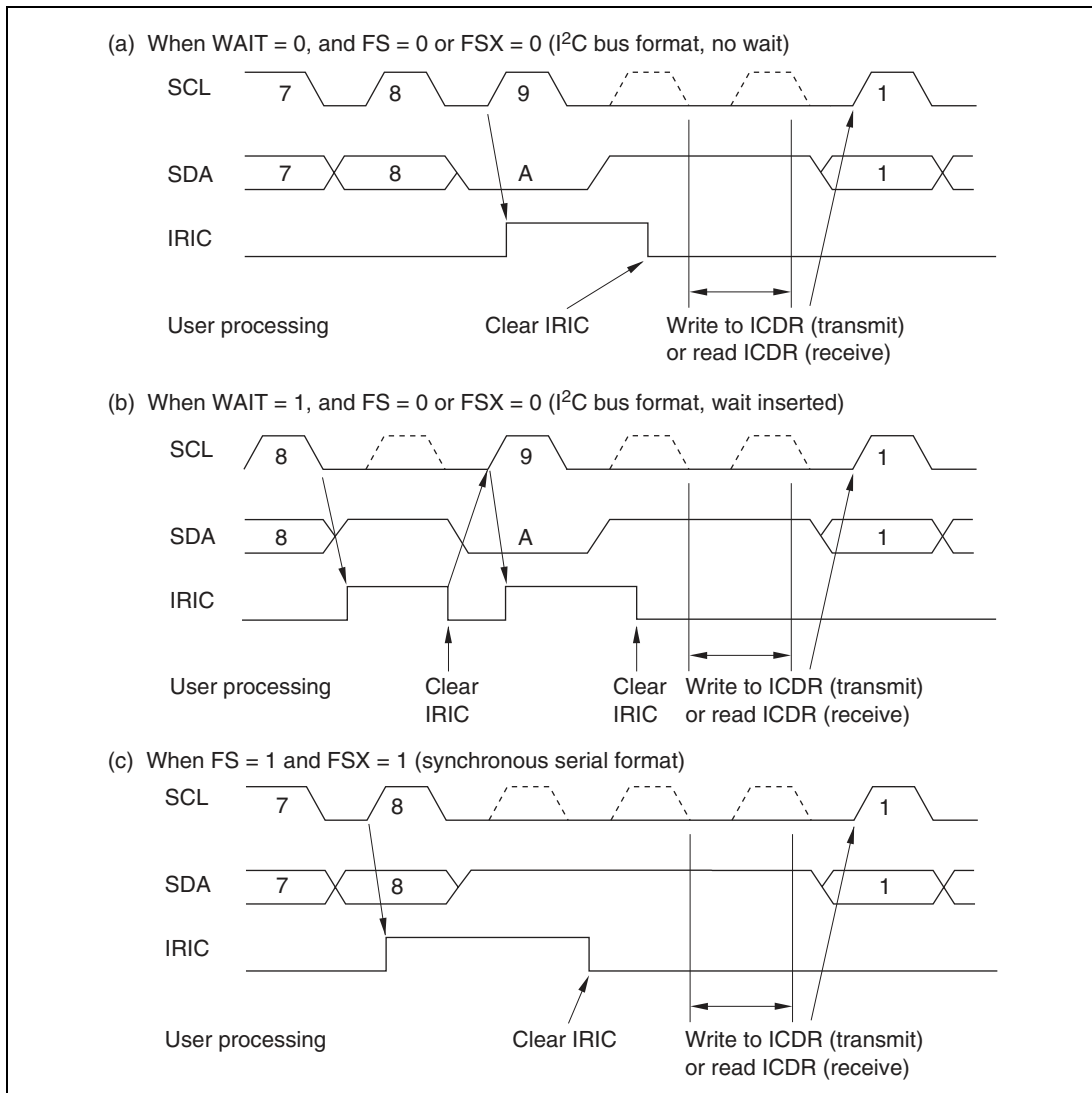 (a) When WAIT = 0, and FS = 0 or FSX = 0 (I²C bus format, no wait)
SCL 7 8 9 1
SDA 7 8 A 1
IRIC
User processing Clear IRIC Write to ICDR (transmit)
or read ICDR (receive)
(b) When WAIT = 1, and FS = 0 or FSX = 0 (I²C bus format, wait inserted)
SCL 8 9 1
SDA 8 A 1
IRIC
User processing Clear Clear Write to ICDR (transmit)
IRIC IRIC or read ICDR (receive)
(c) When FS = 1 and FSX = 1 (synchronous serial format)
SCL 7 8 1
SDA 7 8 1
IRIC
User processing Clear IRIC Write to ICDR (transmit)
or read ICDR (receive)